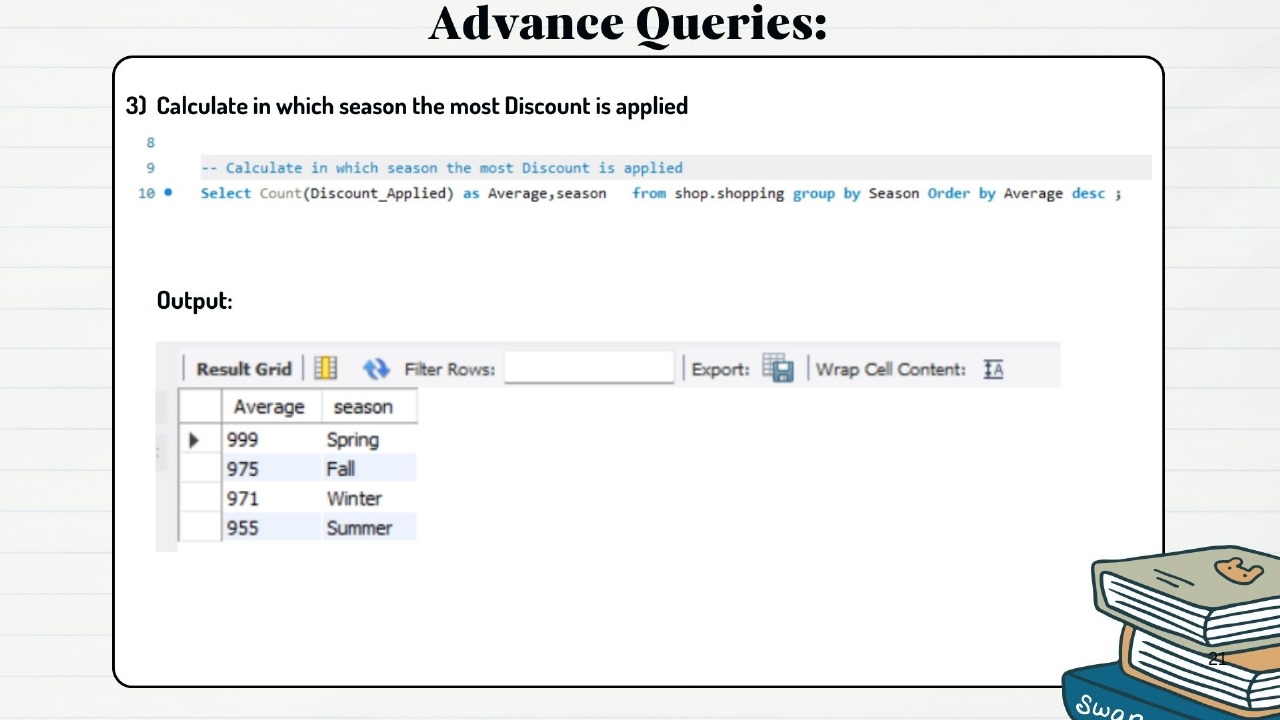 Advance Queries:
3) Calculate in which season the most Discount is applied
8
9 -- Calculate in which season the most Discount is applied
10 Select Count(Discount_Applied) as Average,season from shop.shopping group by Season Order by Average desc ;
Output:
Result Grid Filter Rows: Export: Wrap Cell Content: IA
Average season
999 Spring
975 Fall
971 Winter
955 Summer
21
Swap